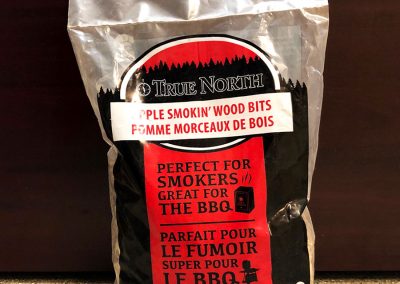 TRUE NORTH
PPLE SMOKIN' WOOD BITS
POMME MORCEAUX DE BOIS
PERFECT FOR
SMOKERS
GREAT FOR
THE BBQ
PARFAIT POUR
LE FUMOIR
SUPER POUR
LE BBQ